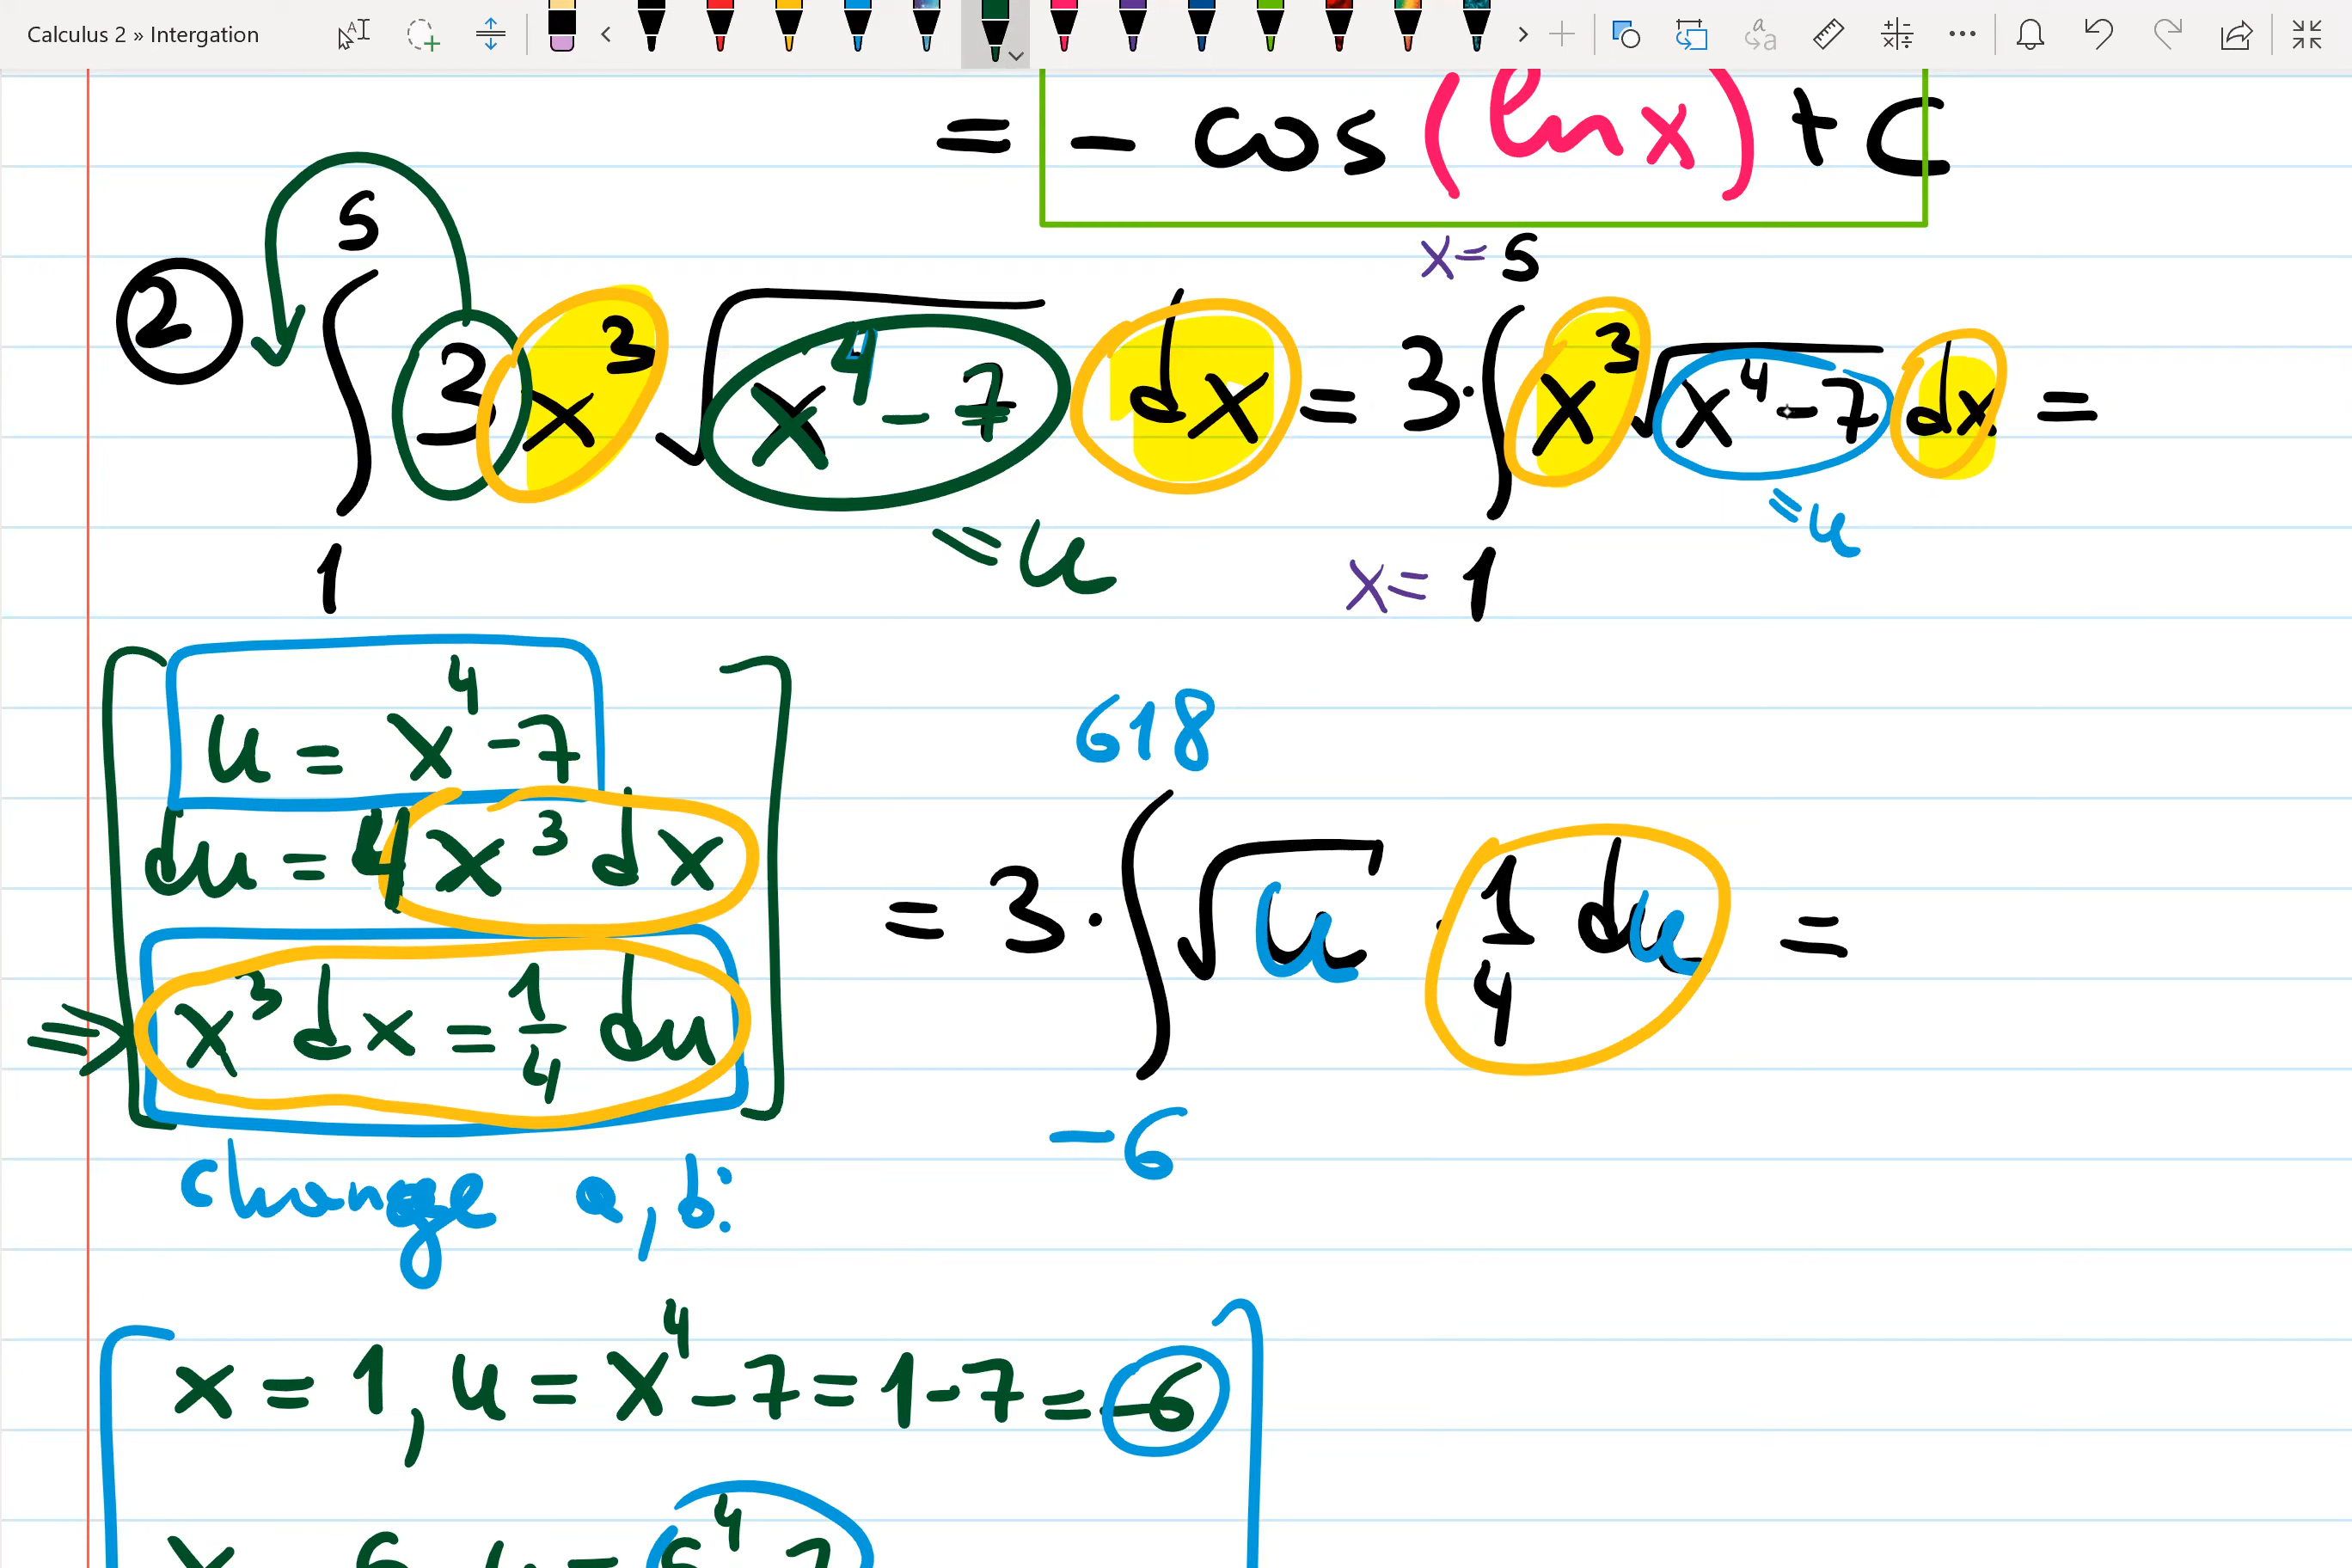 Calculus 2 » Intergation
= - cos (ln x) + C
② ∫₁⁵ 3x³ √(x⁴ - 7) dx = 3 · ∫_{x=1}^{x=5} x³ √(x⁴ - 7) dx =
= u
= u
u = x⁴ - 7
du = 4x³ dx
⇒ x³ dx = 1/4 du
= 3 · ∫₋₆⁶¹⁸ √u · 1/4 du =
change a, b:
x = 1, u = x⁴ - 7 = 1 - 7 = -6